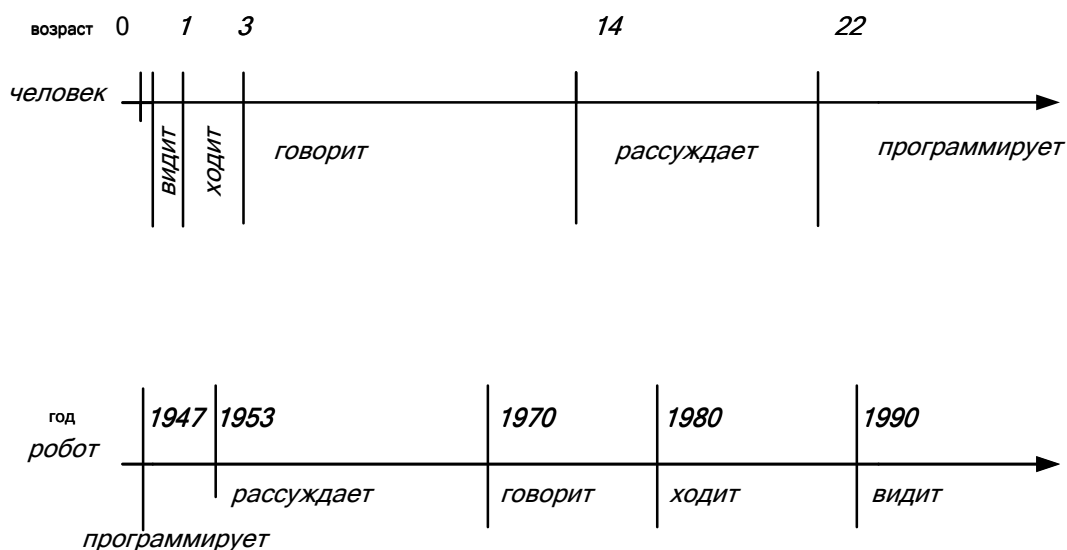 возраст 0 1 3 14 22
человек
видит ходит говорит рассуждает программирует
год 1947 1953 1970 1980 1990
робот
рассуждает говорит ходит видит
программирует